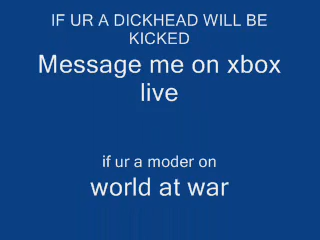 IF UR A DICKHEAD WILL BE
KICKED
Message me on xbox
live
if ur a moder on
world at war